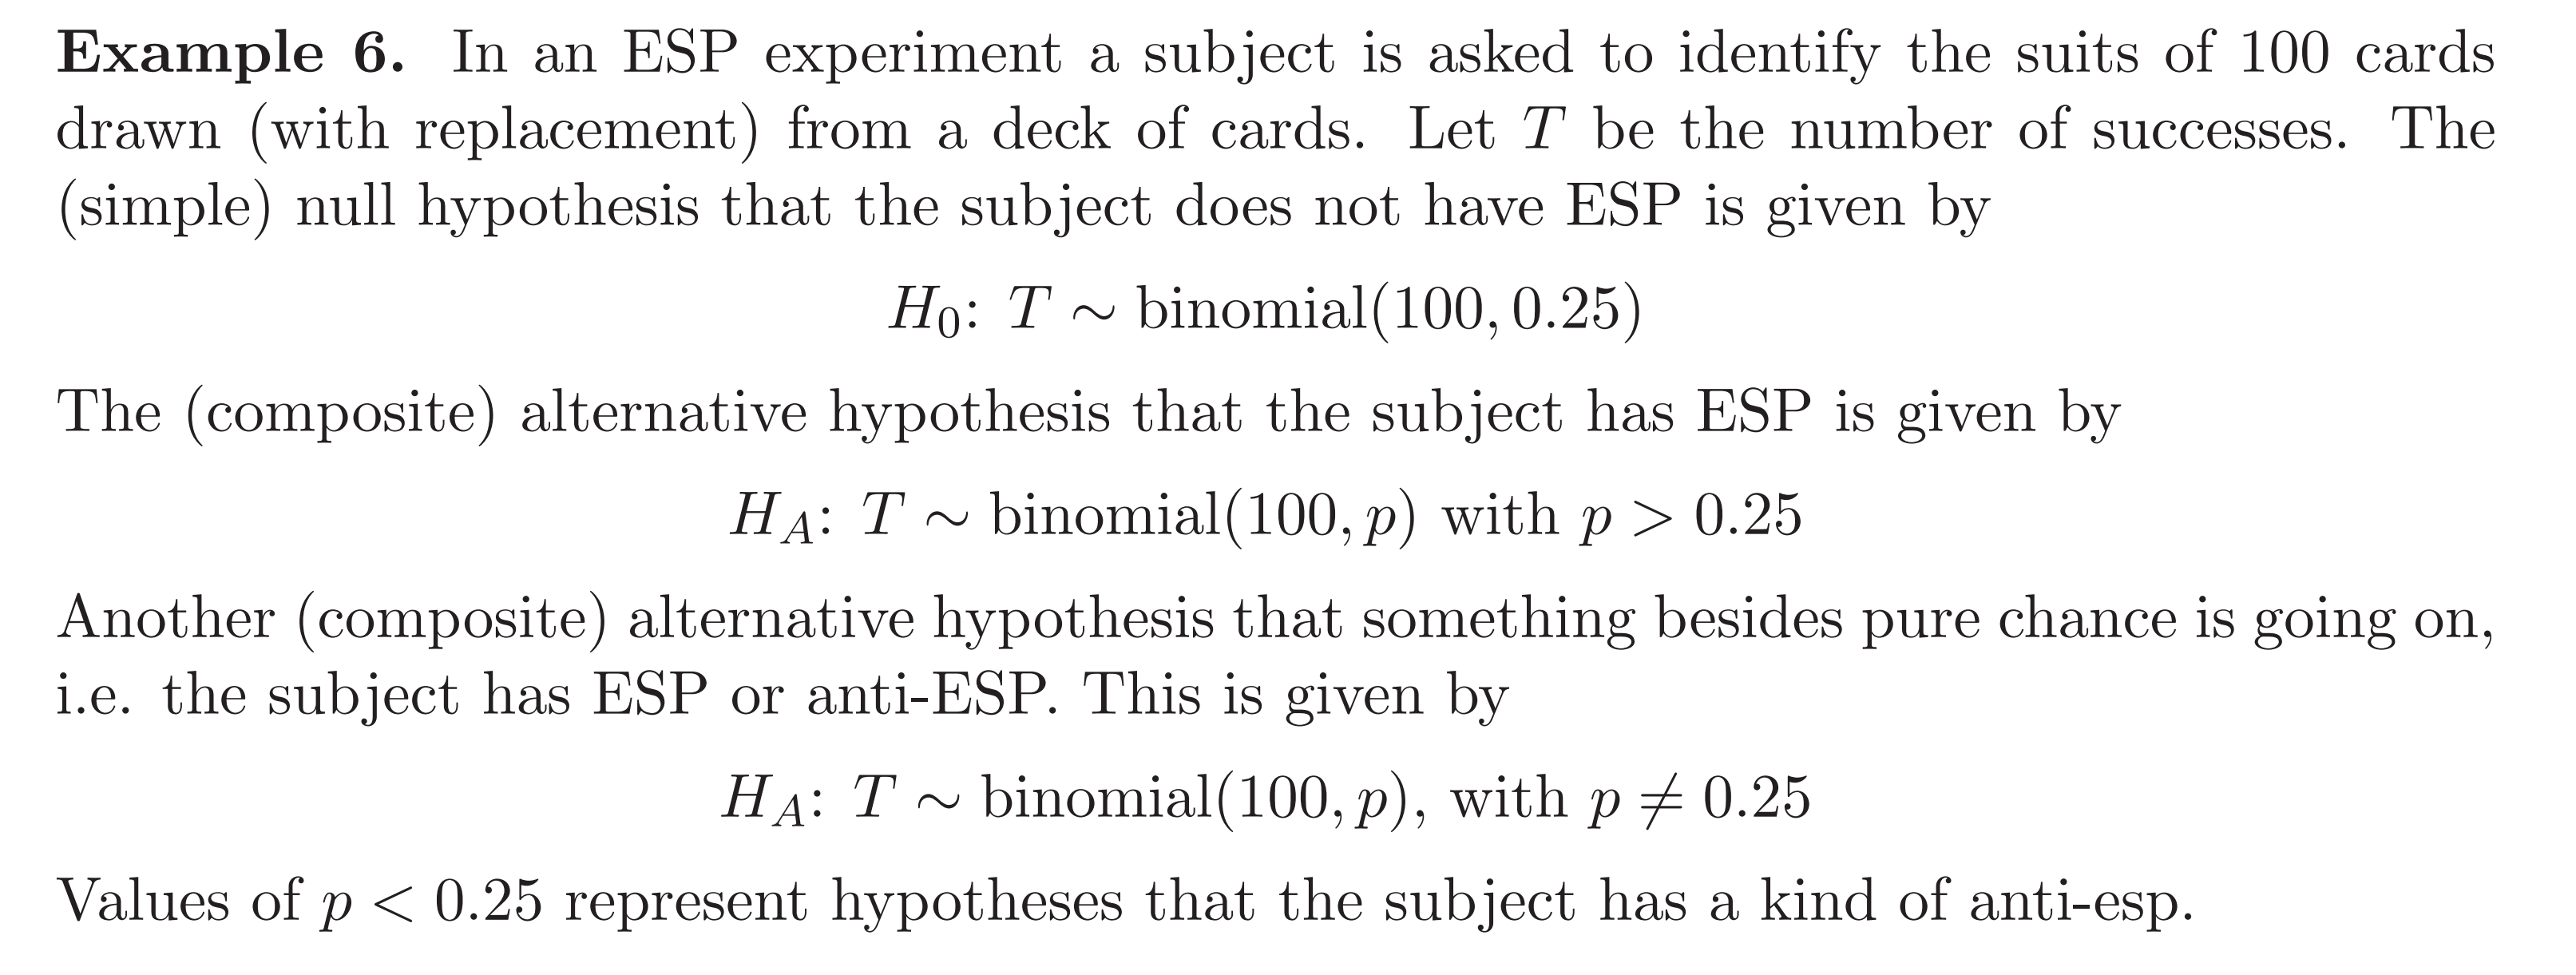 Example 6. In an ESP experiment a subject is asked to identify the suits of 100 cards
drawn (with replacement) from a deck of cards. Let T be the number of successes. The
(simple) null hypothesis that the subject does not have ESP is given by
H₀: T ∼ binomial(100, 0.25)
The (composite) alternative hypothesis that the subject has ESP is given by
H_A: T ∼ binomial(100, p) with p > 0.25
Another (composite) alternative hypothesis that something besides pure chance is going on,
i.e. the subject has ESP or anti-ESP. This is given by
H_A: T ∼ binomial(100, p), with p ≠ 0.25
Values of p < 0.25 represent hypotheses that the subject has a kind of anti-esp.